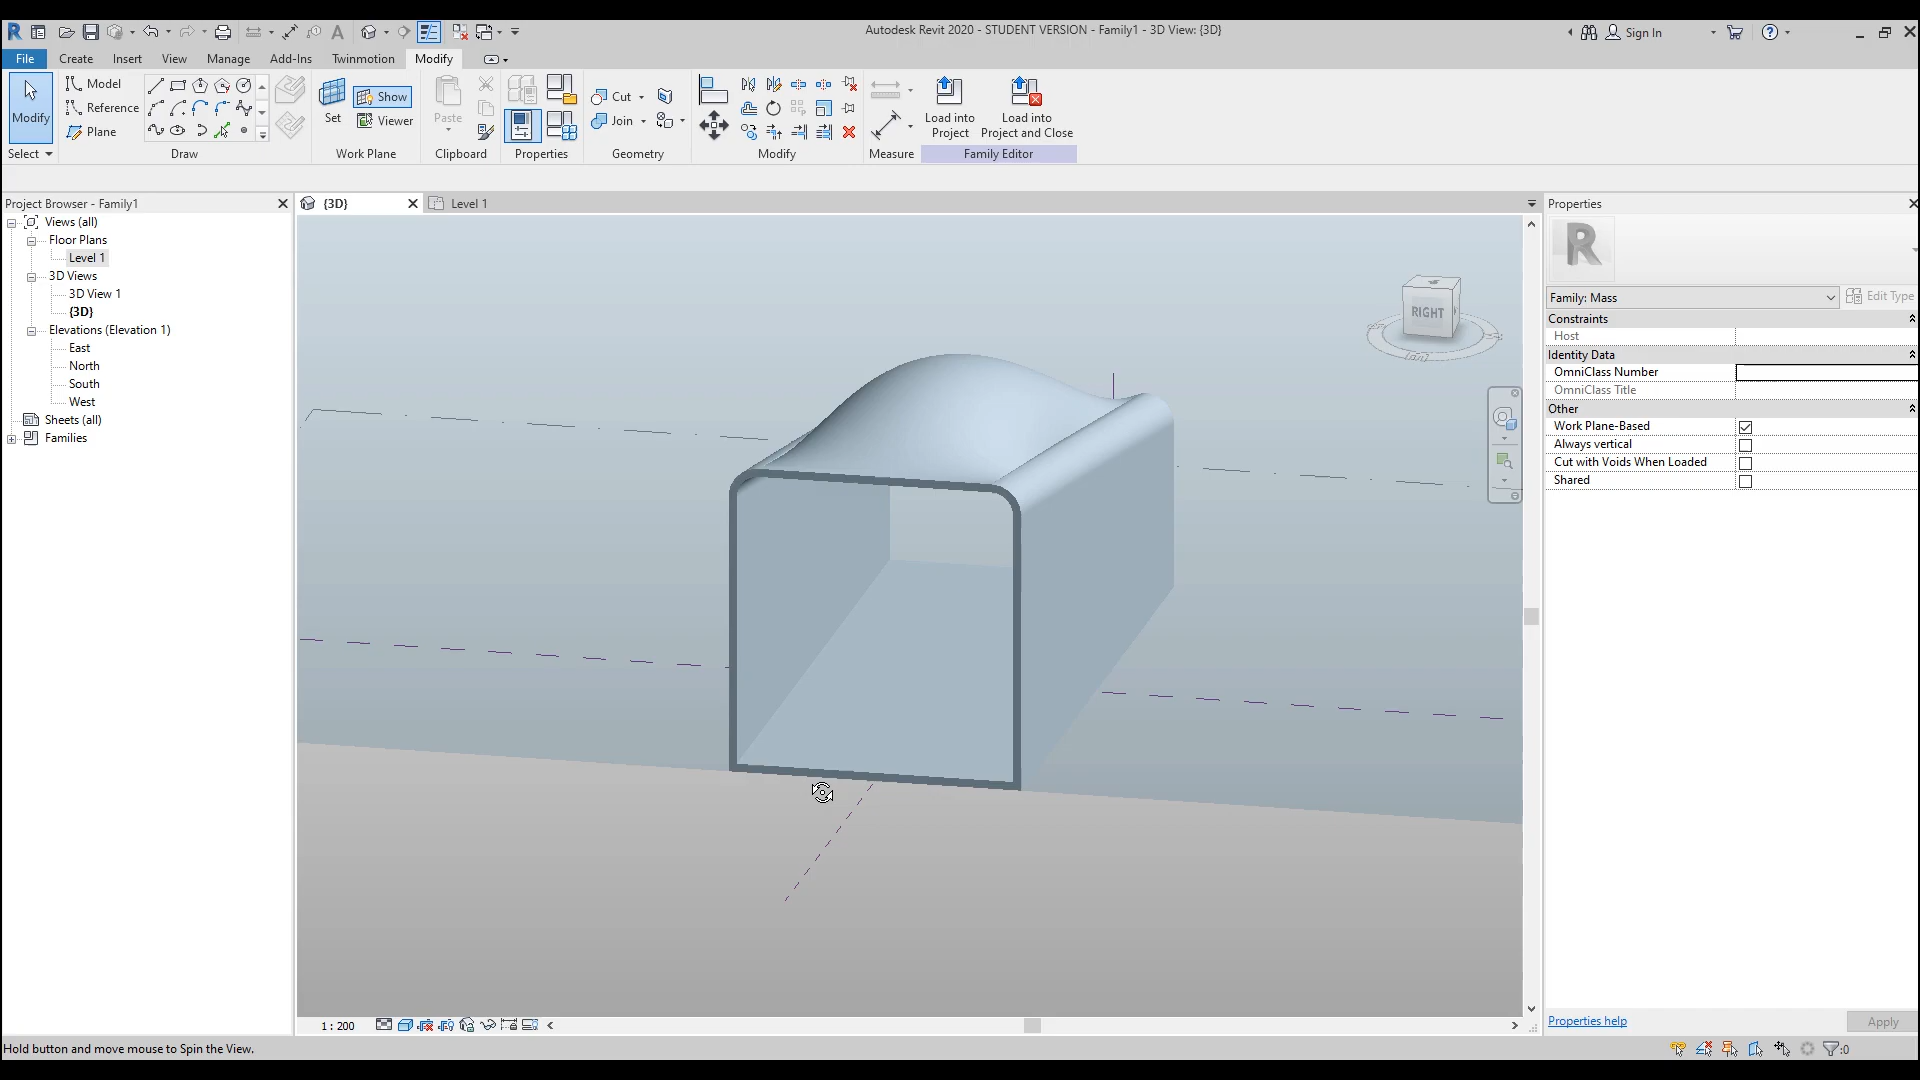 Autodesk Revit 2020 - STUDENT VERSION - Family1 - 3D View: {3D}
Sign In
File Create Insert View Manage Add-Ins Twinmotion Modify
Modify
Select
Model
Reference
Plane
Draw
Set
Show
Viewer
Work Plane
Paste
Clipboard
Properties
Cut
Join
Geometry
Modify
Measure
Load into
Project
Load into
Project and Close
Family Editor
Project Browser - Family1
Views (all)
Floor Plans
Level 1
3D Views
3D View 1
{3D}
Elevations (Elevation 1)
East
North
South
West
Sheets (all)
Families
{3D}
Level 1
RIGHT
Properties
R
Family: Mass
Edit Type
Constraints
Host
Identity Data
OmniClass Number
OmniClass Title
Other
Work Plane-Based
Always vertical
Cut with Voids When Loaded
Shared
Properties help
Apply
1 : 200
Hold button and move mouse to Spin the View.
:0